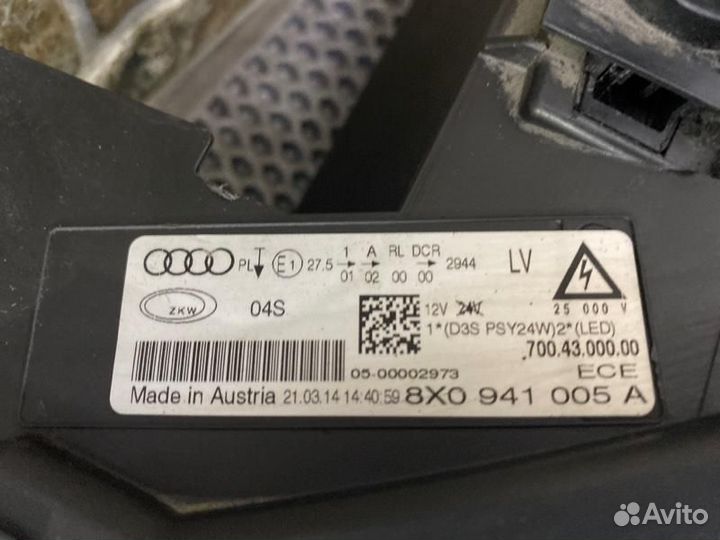 PL E1 27.5 1 A RL DCR 2944 LV
01 02 00 00
ZKW 04S 12V 24V 25 000 V
1*(D3S PSY24W)2*(LED)
700.43.000.00
05-00002973 ECE
Made in Austria 21.03.14 14:40:59 8X0 941 005 A
Avito